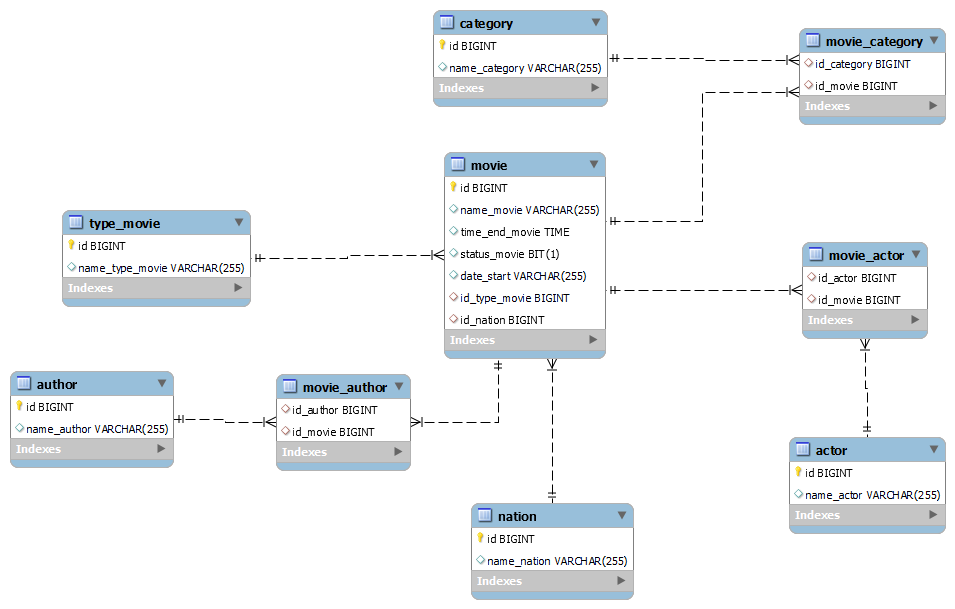 category
id BIGINT
name_category VARCHAR(255)
Indexes
movie_category
id_category BIGINT
id_movie BIGINT
Indexes
movie
id BIGINT
name_movie VARCHAR(255)
time_end_movie TIME
status_movie BIT(1)
date_start VARCHAR(255)
id_type_movie BIGINT
id_nation BIGINT
Indexes
type_movie
id BIGINT
name_type_movie VARCHAR(255)
Indexes
movie_actor
id_actor BIGINT
id_movie BIGINT
Indexes
author
id BIGINT
name_author VARCHAR(255)
Indexes
movie_author
id_author BIGINT
id_movie BIGINT
Indexes
actor
id BIGINT
name_actor VARCHAR(255)
Indexes
nation
id BIGINT
name_nation VARCHAR(255)
Indexes